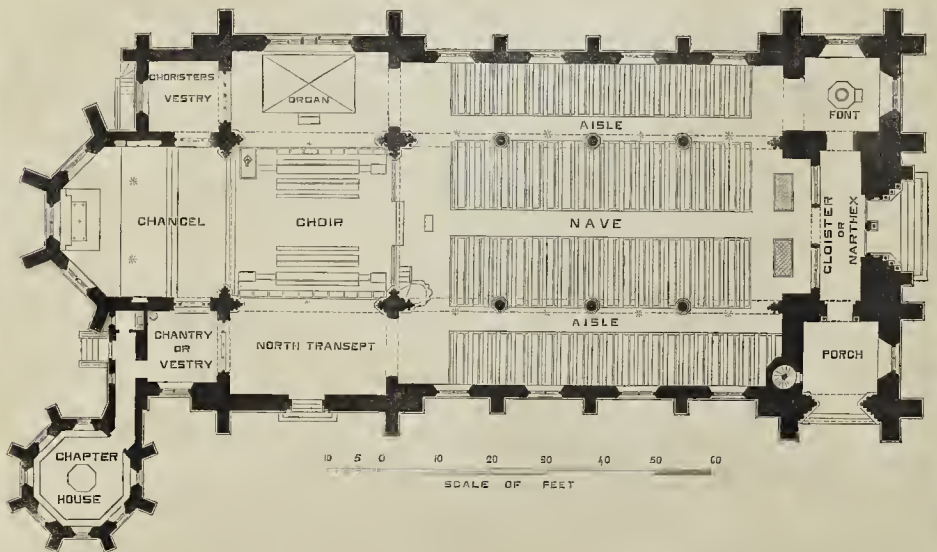 CHORISTERS
VESTRY
ORGAN
AISLE
FONT
CHANCEL
CHOIR
NAVE
CLOISTER
OR
NARTHEX
AISLE
CHANTRY
OR
VESTRY
NORTH TRANSEPT
PORCH
CHAPTER
HOUSE
10 5 0 10 20 30 40 50 60
SCALE OF FEET